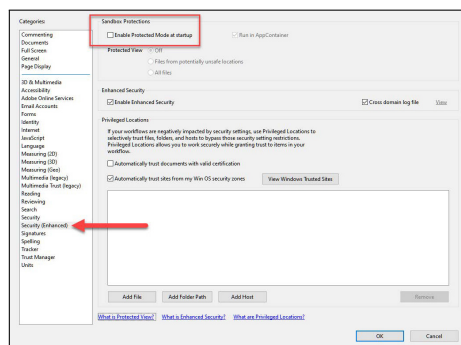 Categories:
Commenting
Documents
Full Screen
General
Page Display
3D & Multimedia
Accessibility
Adobe Online Services
Email Accounts
Forms
Identity
Internet
JavaScript
Language
Measuring (2D)
Measuring (3D)
Measuring (Geo)
Multimedia (legacy)
Multimedia Trust (legacy)
Reading
Reviewing
Search
Security
Security (Enhanced)
Signatures
Spelling
Tracker
Trust Manager
Units
Sandbox Protections
Enable Protected Mode at startup
Run in AppContainer
Protected View
Off
Files from potentially unsafe locations
All files
Enhanced Security
Enable Enhanced Security
Cross domain log file
View
Privileged Locations
If your workflows are negatively impacted by security settings, use Privileged Locations to
selectively trust files, folders, and hosts to bypass those security setting restrictions.
Privileged Locations allows you to work securely while granting trust to items in your
workflow.
Automatically trust documents with valid certification
Automatically trust sites from my Win OS security zones
View Windows Trusted Sites
Add File
Add Folder Path
Add Host
Remove
What is Protected View?
What is Enhanced Security?
What are Privileged Locations?
OK
Cancel